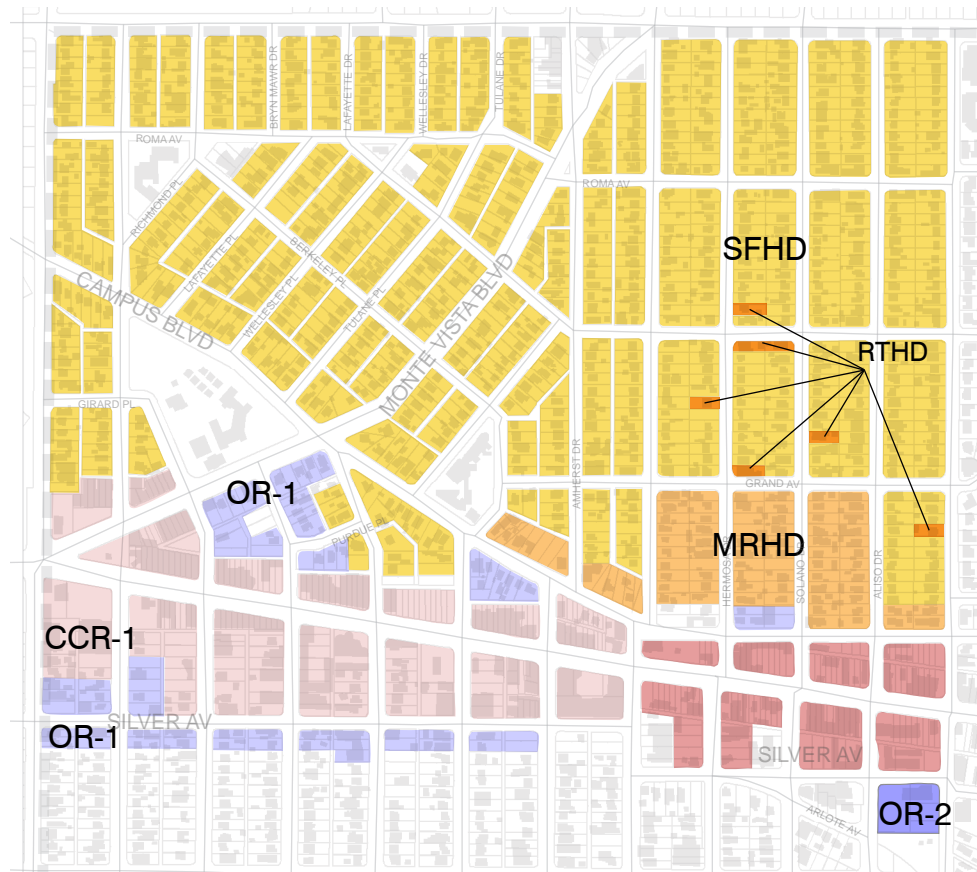 BRYN MAWR DR
LAFAYETTE DR
WELLESLEY DR
TULANE DR
ROMA AV
ROMA AV
RICHMOND PL
LAFAYETTE PL
BERKELEY PL
WELLESLEY PL
TULANE PL
CAMPUS BLVD
MONTE VISTA BLVD
SFHD
RTHD
GIRARD PL
AMHERST DR
GRAND AV
OR-1
PURDUE PL
MRHD
SOLANO
ALISO DR
CCR-1
OR-1
SILVER AV
SILVER AV
OR-2
ARLOTE AV